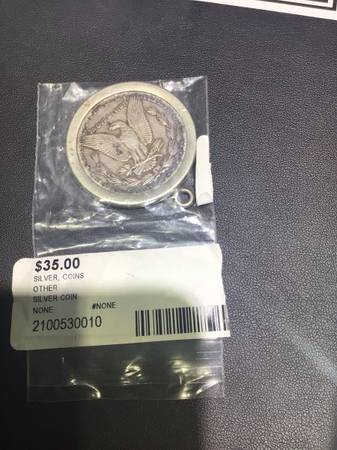 $35.00
SILVER, COINS
OTHER
SILVER COIN
NONE #NONE
2100530010